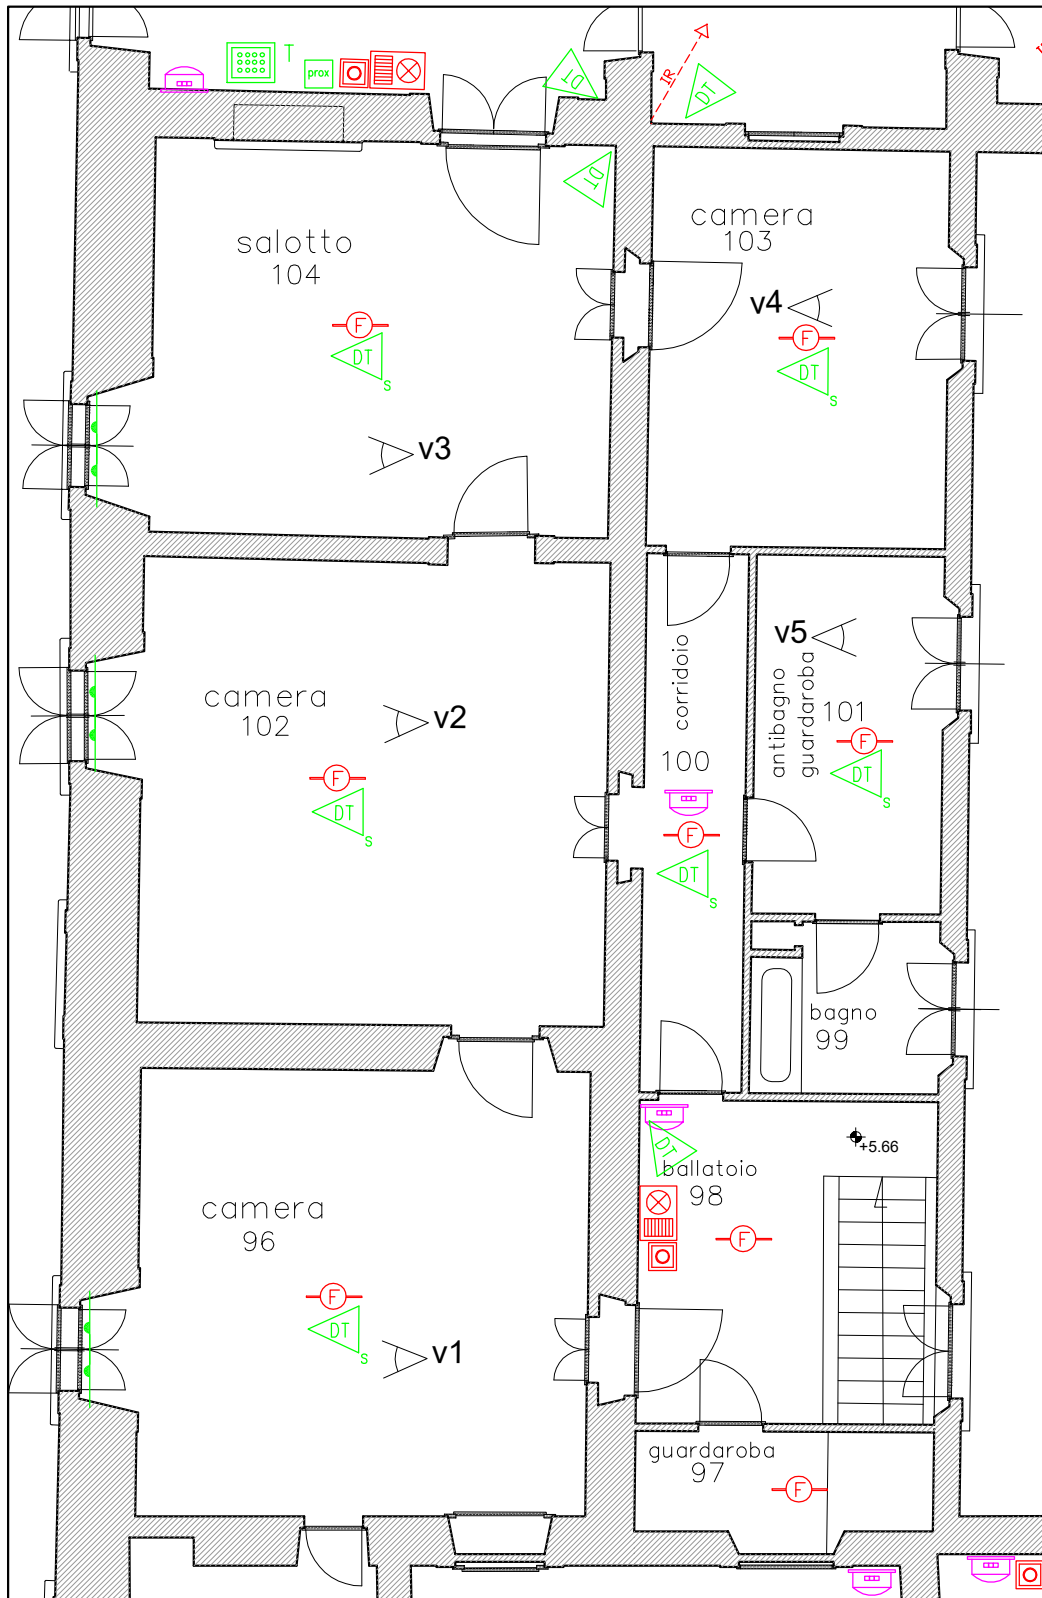 T
prox
DT
IR
DT
DT
salotto
104
camera
103
v4
F
DT
s
F
DT
s
v3
camera
102
v2
F
DT
s
corridoio
100
F
DT
s
v5
antibagno
guardaroba
101
F
DT
s
bagno
99
DT
ballatoio
98
+5.66
F
camera
96
F
DT
s
v1
guardaroba
97
F